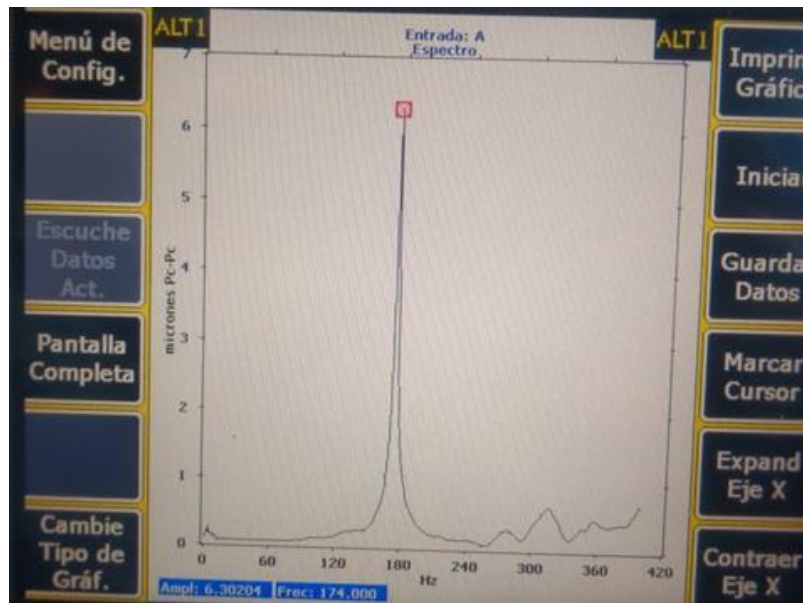 Menú de
Config.
Escuche
Datos
Act.
Pantalla
Completa
Cambie
Tipo de
Gráf.
ALT1
Entrada: A
Espectro
ALT1
7
6
5
4
3
2
1
0
micrones Pc-Pc
0 60 120 180 240 300 360 420
Hz
Ampl: 6.30204 Frec: 174.000
Imprir
Gráfic
Inicia
Guarda
Datos
Marcar
Cursor
Expand
Eje X
Contraer
Eje X